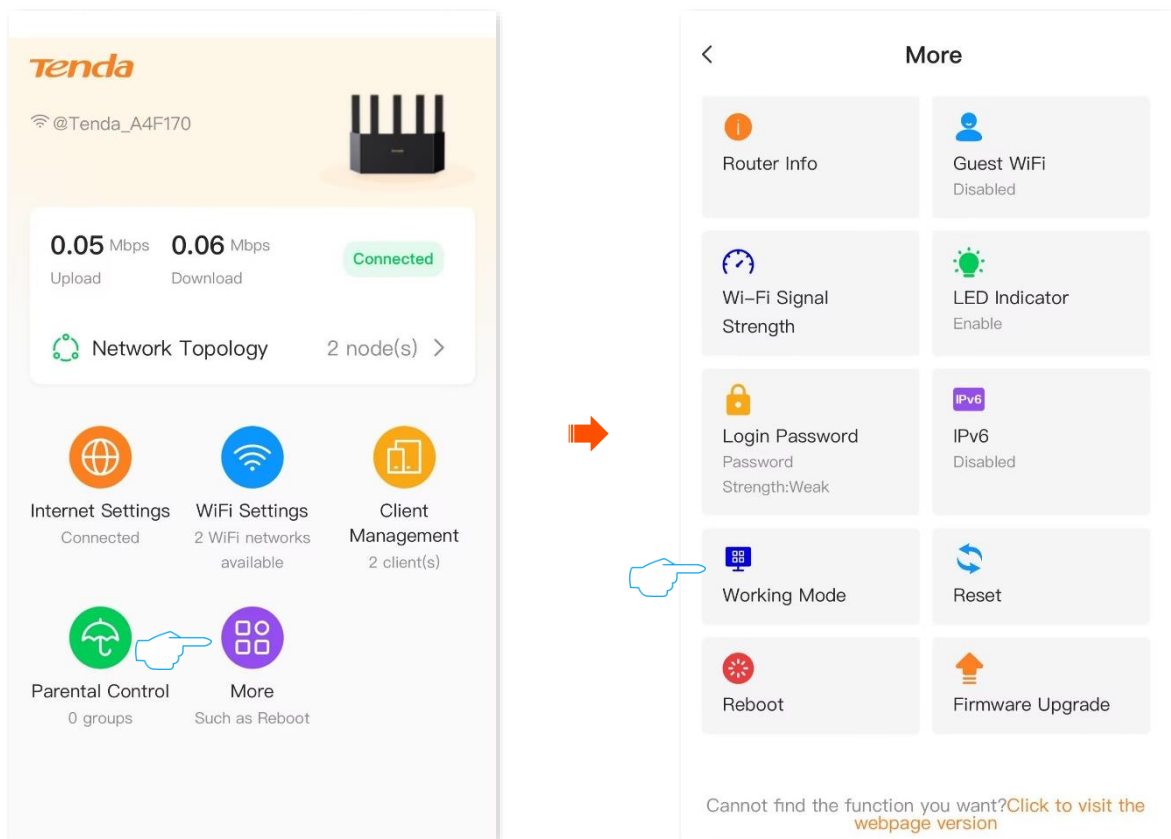 Tenda
@Tenda_A4F170
0.05 Mbps 0.06 Mbps
Upload Download
Connected
Network Topology 2 node(s)
Internet Settings
Connected
WiFi Settings
2 WiFi networks
available
Client
Management
2 client(s)
Parental Control
0 groups
More
Such as Reboot
More
Router Info
Guest WiFi
Disabled
Wi-Fi Signal
Strength
LED Indicator
Enable
Login Password
Password
Strength:Weak
IPv6
IPv6
Disabled
Working Mode
Reset
Reboot
Firmware Upgrade
Cannot find the function you want?Click to visit the
webpage version